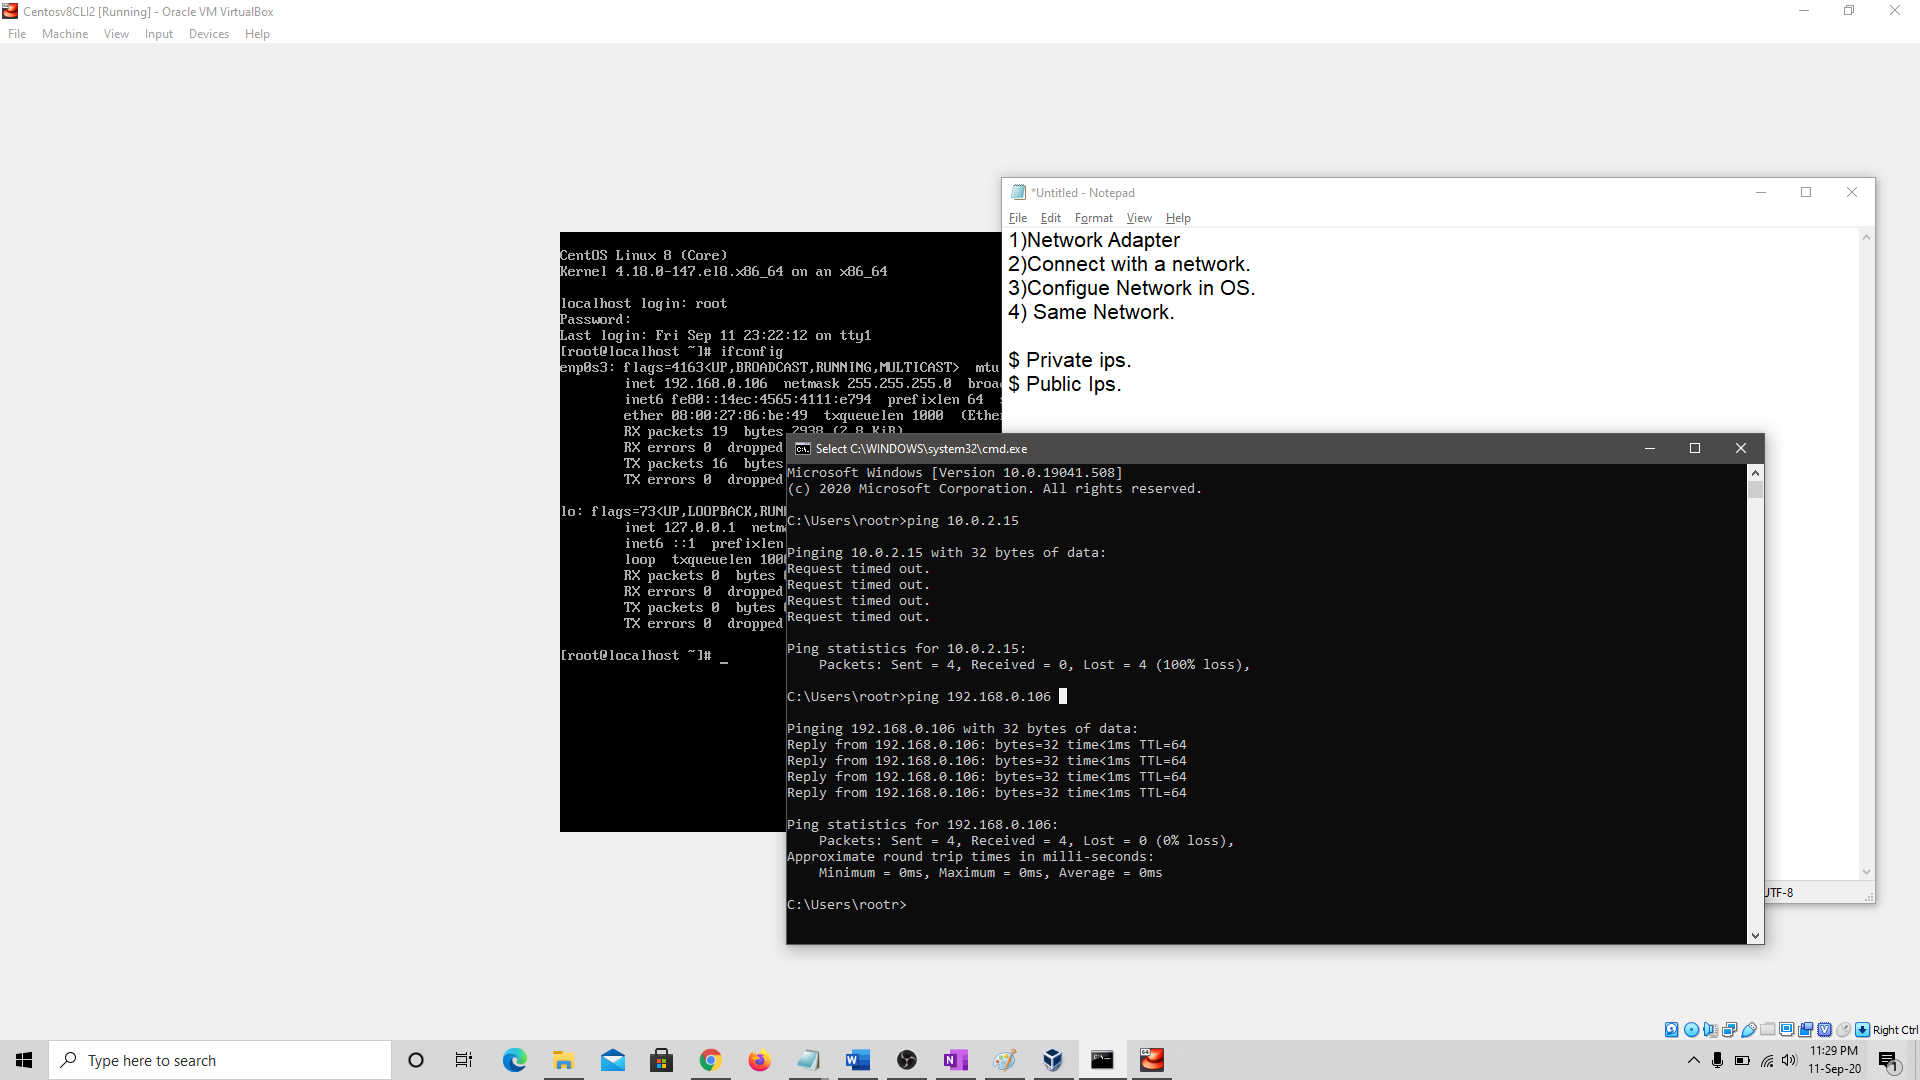 Centosv8CLI2 [Running] - Oracle VM VirtualBox
File Machine View Input Devices Help
*Untitled - Notepad
File Edit Format View Help
1)Network Adapter
2)Connect with a network.
3)Configue Network in OS.
4) Same Network.
$ Private ips.
$ Public Ips.
UTF-8
CentOS Linux 8 (Core)
Kernel 4.18.0-147.el8.x86_64 on an x86_64
localhost login: root
Password:
Last login: Fri Sep 11 23:22:12 on tty1
[root@localhost ~]# ifconfig
enp0s3: flags=4163<UP,BROADCAST,RUNNING,MULTICAST>  mtu
inet 192.168.0.106  netmask 255.255.255.0  broa
inet6 fe80::14ec:4565:4111:e794  prefixlen 64
ether 08:00:27:86:be:49  txqueuelen 1000  (Ethe
RX packets 19  bytes 2938 (2.8 KiB)
RX errors 0  dropped
TX packets 16  bytes
TX errors 0  dropped
lo: flags=73<UP,LOOPBACK,RUN
inet 127.0.0.1  netm
inet6 ::1  prefixlen
loop  txqueuelen 100
RX packets 0  bytes
RX errors 0  dropped
TX packets 0  bytes
TX errors 0  dropped
[root@localhost ~]# _
Select C:\WINDOWS\system32\cmd.exe
Microsoft Windows [Version 10.0.19041.508]
(c) 2020 Microsoft Corporation. All rights reserved.
C:\Users\rootr>ping 10.0.2.15
Pinging 10.0.2.15 with 32 bytes of data:
Request timed out.
Request timed out.
Request timed out.
Request timed out.
Ping statistics for 10.0.2.15:
Packets: Sent = 4, Received = 0, Lost = 4 (100% loss),
C:\Users\rootr>ping 192.168.0.106
Pinging 192.168.0.106 with 32 bytes of data:
Reply from 192.168.0.106: bytes=32 time<1ms TTL=64
Reply from 192.168.0.106: bytes=32 time<1ms TTL=64
Reply from 192.168.0.106: bytes=32 time<1ms TTL=64
Reply from 192.168.0.106: bytes=32 time<1ms TTL=64
Ping statistics for 192.168.0.106:
Packets: Sent = 4, Received = 4, Lost = 0 (0% loss),
Approximate round trip times in milli-seconds:
Minimum = 0ms, Maximum = 0ms, Average = 0ms
C:\Users\rootr>
Right Ctrl
Type here to search
11:29 PM
11-Sep-20
1